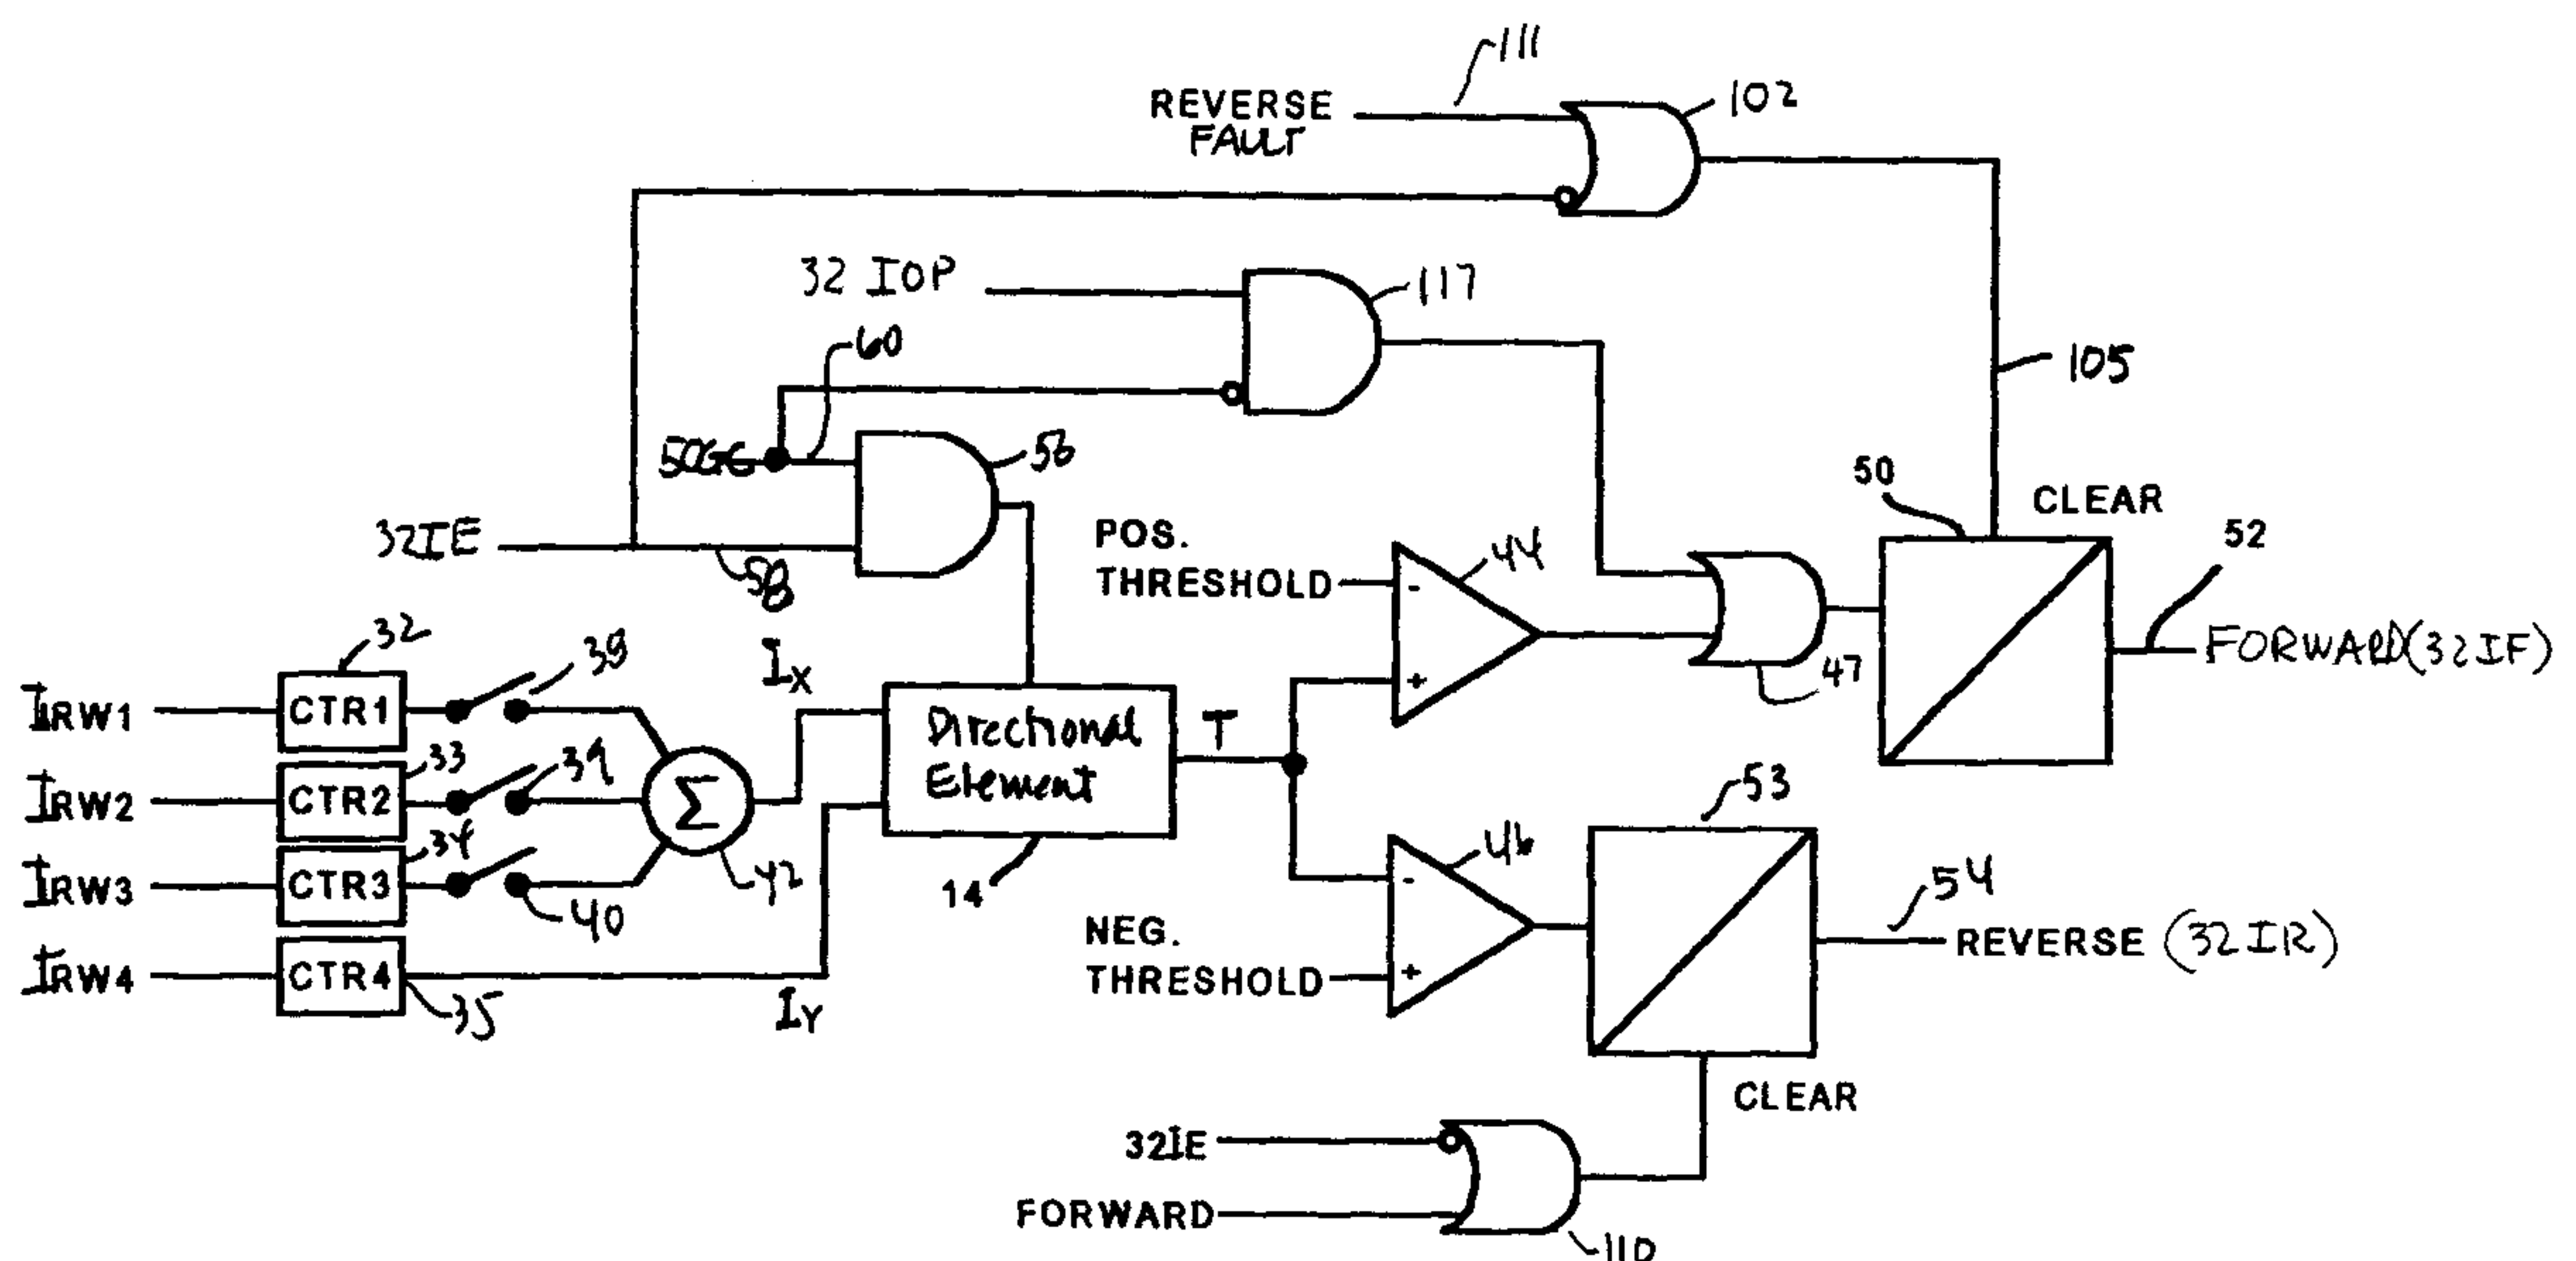 111
REVERSE
FAULT
102
32 IOP
117
60
105
50GC
56
50
CLEAR
32IE
58
POS.
THRESHOLD
-
+
44
52
47
FORWARD (32IF)
32
38
IX
IRW1
CTR1
33
39
IRW2
CTR2
Σ
34
IRW3
CTR3
40
42
IRW4
CTR4
35
IY
Directional
Element
14
T
53
46
-
+
NEG.
THRESHOLD
54
REVERSE (32IR)
CLEAR
32IE
FORWARD
110